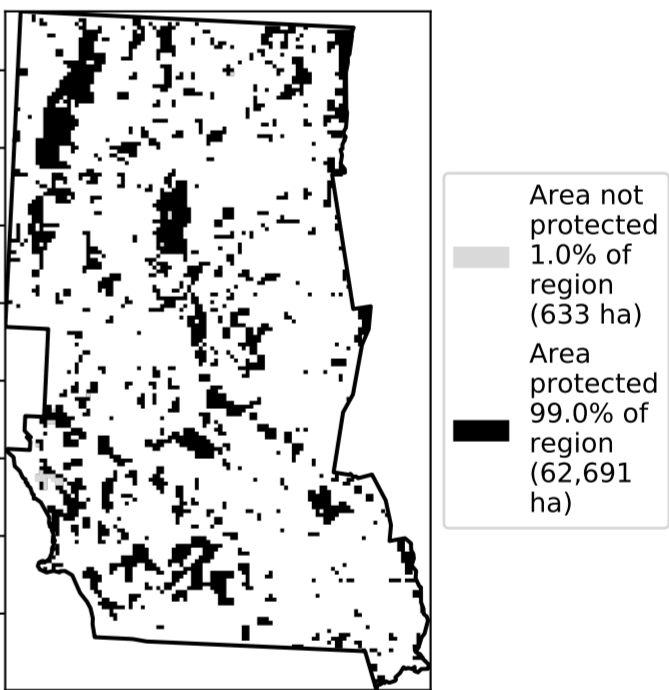 Area not
protected
1.0% of
region
(633 ha)
Area
protected
99.0% of
region
(62,691
ha)